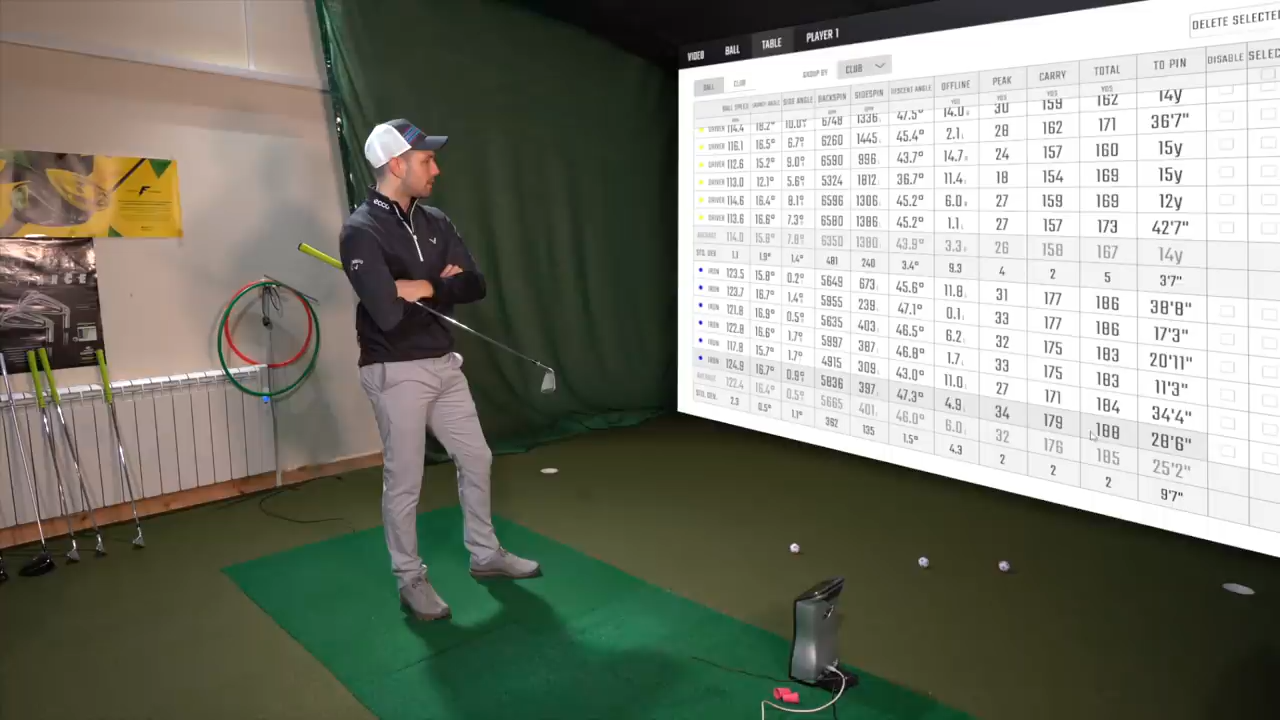 DELETE SELECTED
VIDEO BALL TABLE PLAYER 1
BALL CLUB GROUP BY CLUB
BALL SPEED LAUNCH ANGLE SIDE ANGLE BACKSPIN SIDESPIN DESCENT ANGLE OFFLINE PEAK CARRY TOTAL TO PIN DISABLE SELEC
YDS YDS YDS YDS
DRIVER 114.4 18.2° 10.0° 6748 1336 47.5° 14.0 30 159 162 14y
DRIVER 116.1 16.5° 6.7° 6260 1445 45.4° 2.1 28 162 171 36'7"
DRIVER 112.6 15.2° 9.0° 6590 996 43.7° 14.7 24 157 160 15y
DRIVER 113.0 12.1° 5.6° 5324 1812 36.7° 11.4 18 154 169 15y
DRIVER 114.6 16.4° 8.1° 6596 1306 45.2° 6.0 27 159 169 12y
DRIVER 113.6 16.6° 7.3° 6580 1386 45.2° 1.1 27 157 173 42'7"
AVERAGE 114.0 15.8° 7.8° 6350 1380 43.9° 3.3 26 158 167 14y
STD. DEV 1.1 1.9° 1.4° 481 240 3.4° 9.3 4 2 5 3'7"
IRON 123.5 15.8° 0.2° 5649 673 45.6° 11.8 31 177 186 38'8"
IRON 123.7 16.7° 1.4° 5955 239 47.1° 0.1 33 177 186 17'3"
IRON 121.8 16.9° 0.5° 5635 403 46.5° 6.2 32 175 183 20'11"
IRON 122.8 16.6° 1.7° 5997 387 46.8° 1.7 33 175 183 11'3"
IRON 117.8 15.7° 1.7° 4915 309 43.0° 11.0 27 171 184 34'4"
IRON 124.9 16.7° 0.9° 5836 397 47.3° 4.9 34 179 188 28'6"
AVERAGE 122.4 16.4° 0.5° 5665 401 46.0° 6.0 32 176 185 25'2"
STD. DEV. 2.3 0.5° 1.1° 362 135 1.5° 4.3 2 2 2 9'7"
ecco